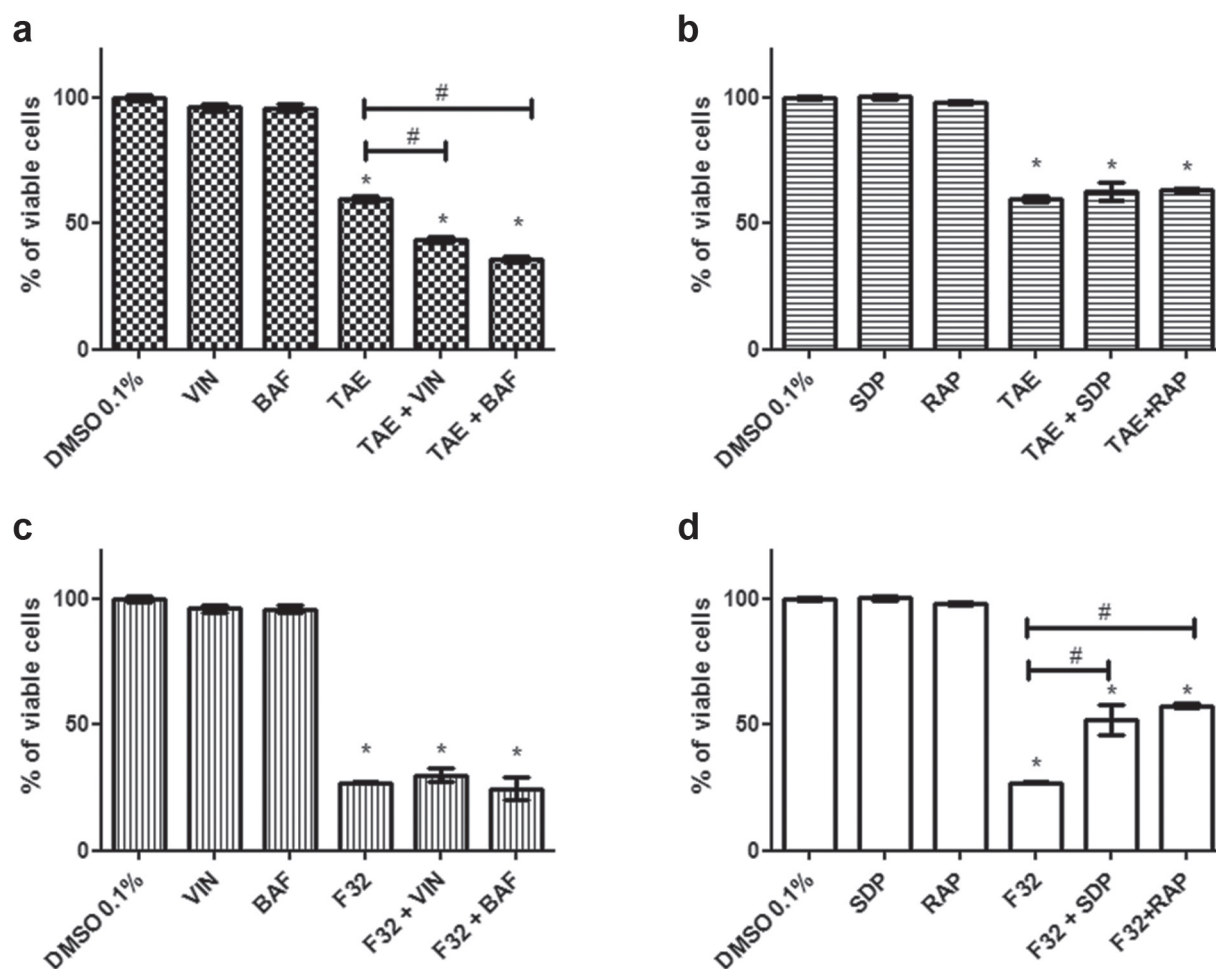 a
% of viable cells
100
50
0
#
#
*
*
*
DMSO 0.1%
VIN
BAF
TAE
TAE + VIN
TAE + BAF
b
% of viable cells
100
50
0
*
*
*
DMSO 0.1%
SDP
RAP
TAE
TAE + SDP
TAE+RAP
c
% of viable cells
100
50
0
*
*
*
DMSO 0.1%
VIN
BAF
F32
F32 + VIN
F32 + BAF
d
% of viable cells
100
50
0
#
#
*
*
*
DMSO 0.1%
SDP
RAP
F32
F32 + SDP
F32+RAP